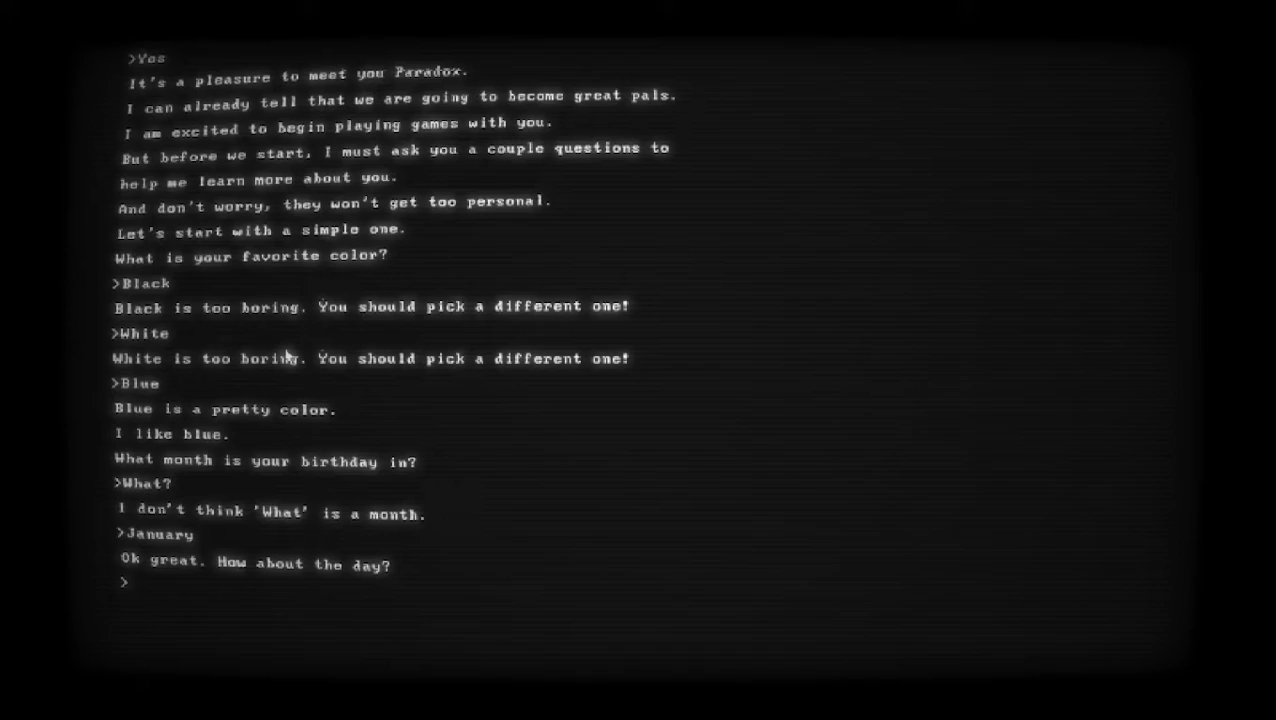 >Yes
It's a pleasure to meet you Paradox.
I can already tell that we are going to become great pals.
I am excited to begin playing games with you.
But before we start, I must ask you a couple questions to
help me learn more about you.
And don't worry, they won't get too personal.
Let's start with a simple one.
What is your favorite color?
>Black
Black is too boring. You should pick a different one!
>White
White is too boring. You should pick a different one!
>Blue
Blue is a pretty color.
I like blue.
What month is your birthday in?
>What?
I don't think 'What' is a month.
>January
Ok great. How about the day?
>